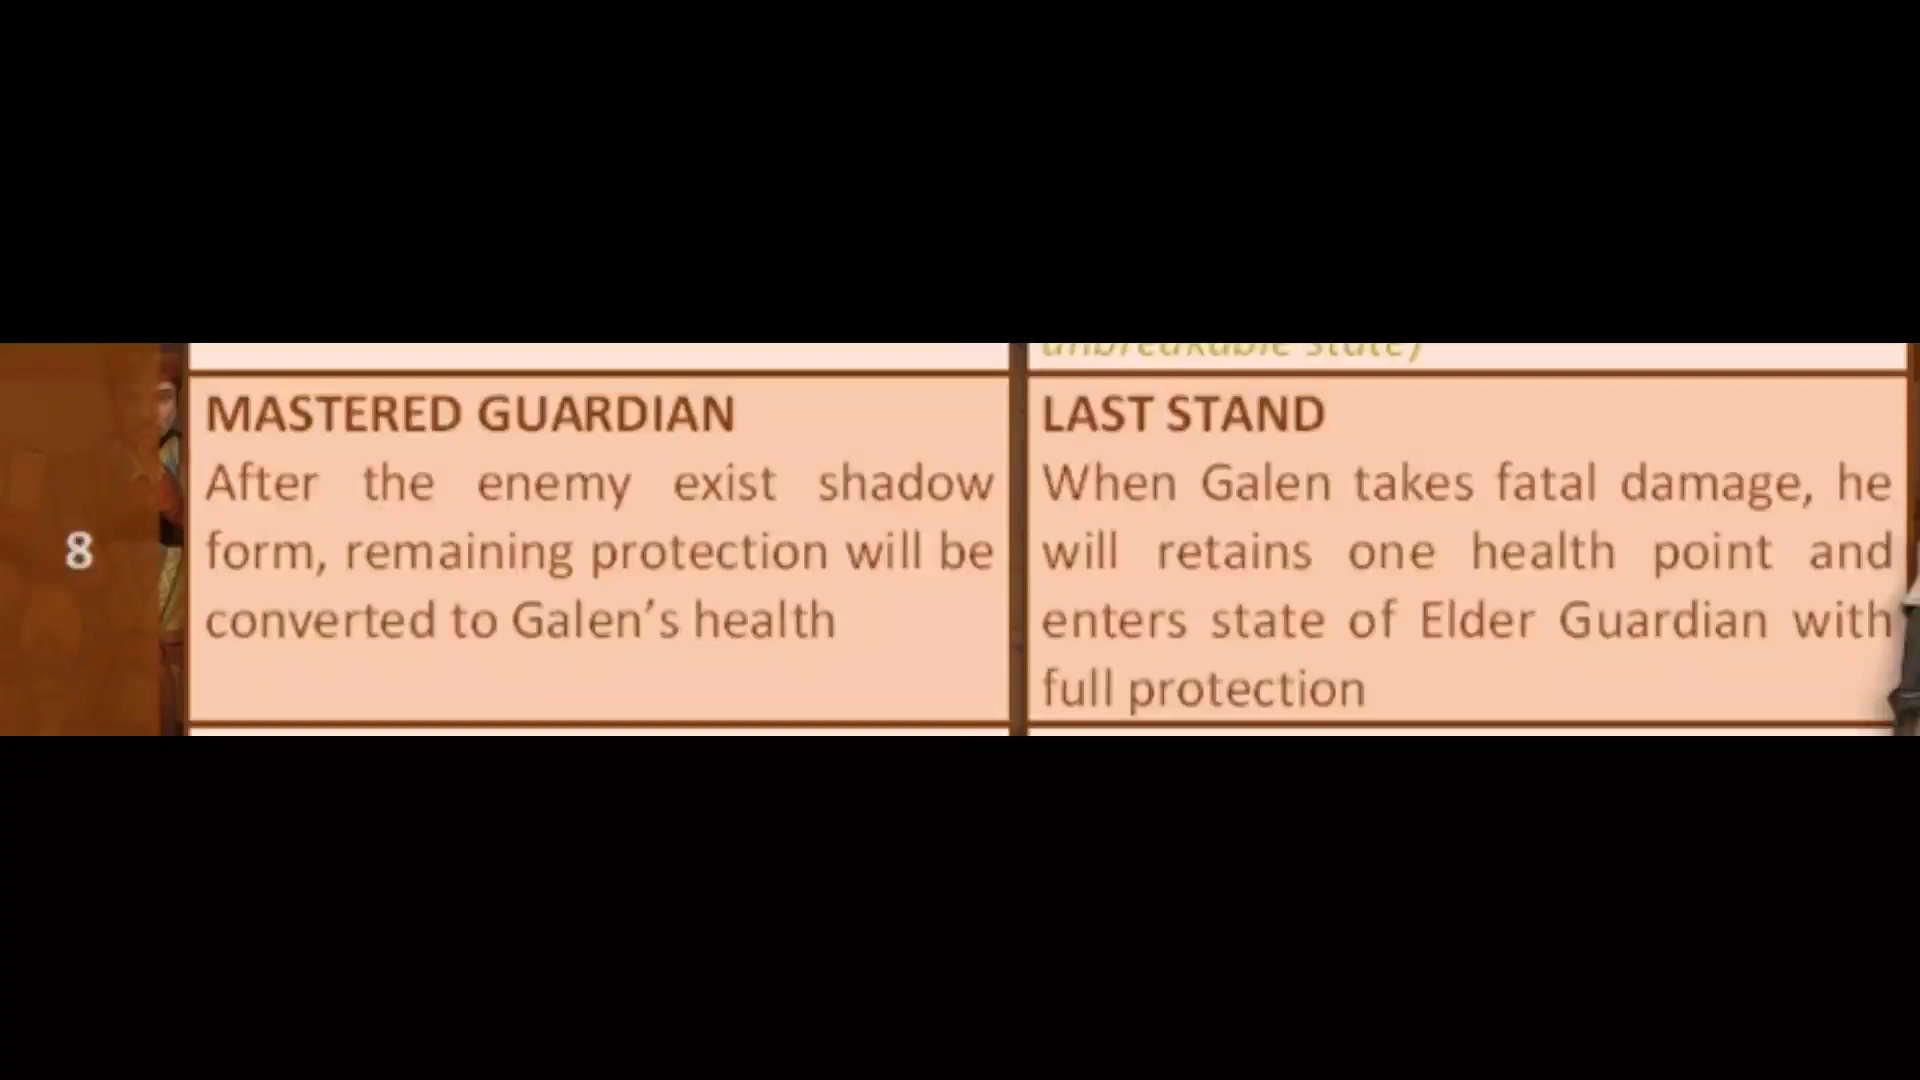 unbreakable state)
8
MASTERED GUARDIAN
After the enemy exist shadow
form, remaining protection will be
converted to Galen’s health
LAST STAND
When Galen takes fatal damage, he
will retains one health point and
enters state of Elder Guardian with
full protection